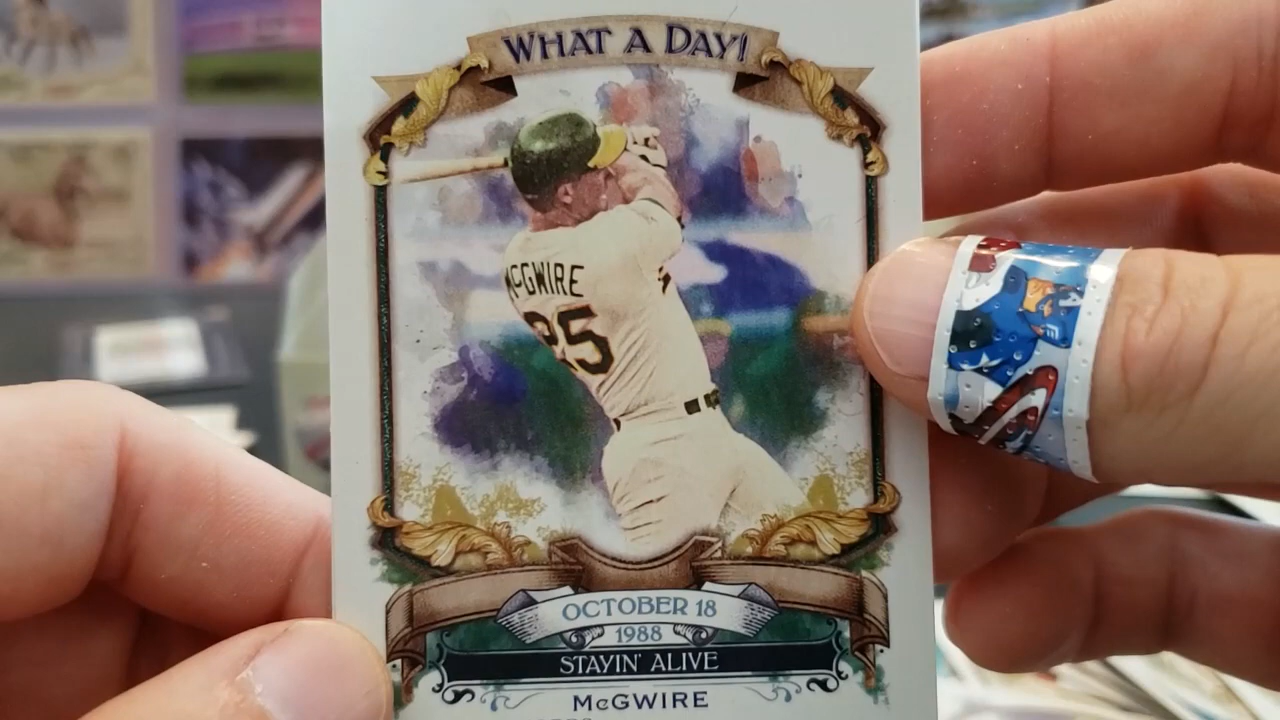 WHAT A DAY!
McGWIRE
25
OCTOBER 18
1988
STAYIN' ALIVE
McGWIRE